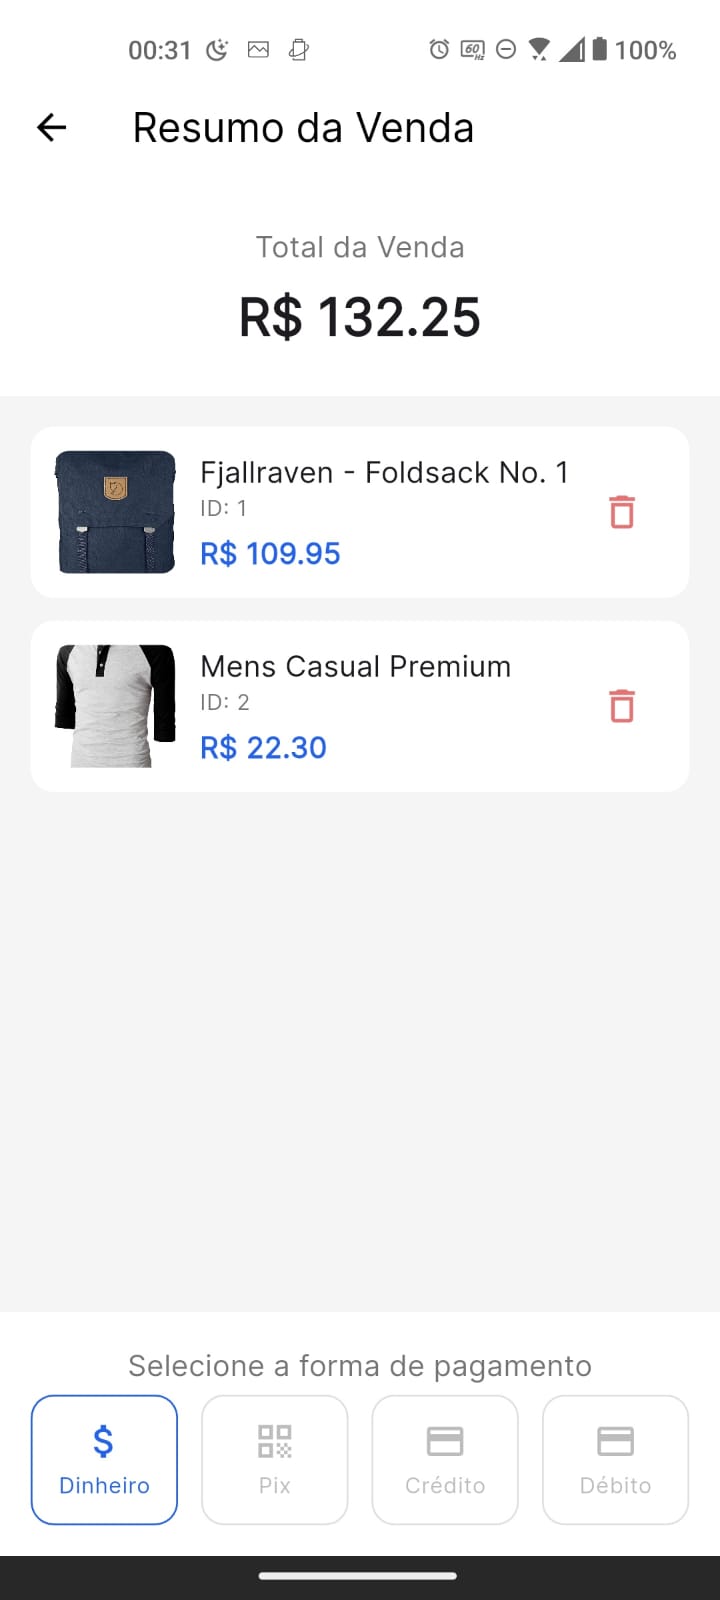 00:31 60Hz 100%
Resumo da Venda
Total da Venda
R$ 132.25
Fjallraven - Foldsack No. 1
ID: 1
R$ 109.95
Mens Casual Premium
ID: 2
R$ 22.30
Selecione a forma de pagamento
Dinheiro Pix Crédito Débito